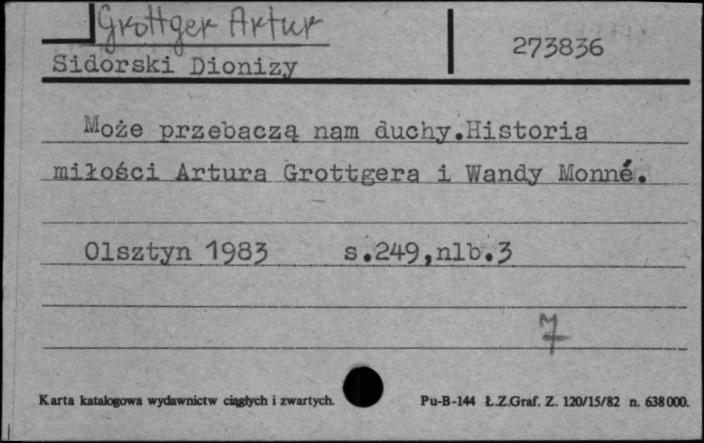 Grottger Artur
273836
Sidorski Dionizy
Może przebaczą nam duchy.Historia
miłości Artura Grottgera i Wandy Monné.
Olsztyn 1983 s.249,nlb.3
7
Karta katalogowa wydawnictw ciągłych i zwartych. Pu-B-144 Ł.Z.Graf. Z. 120/15/82 n. 638000.